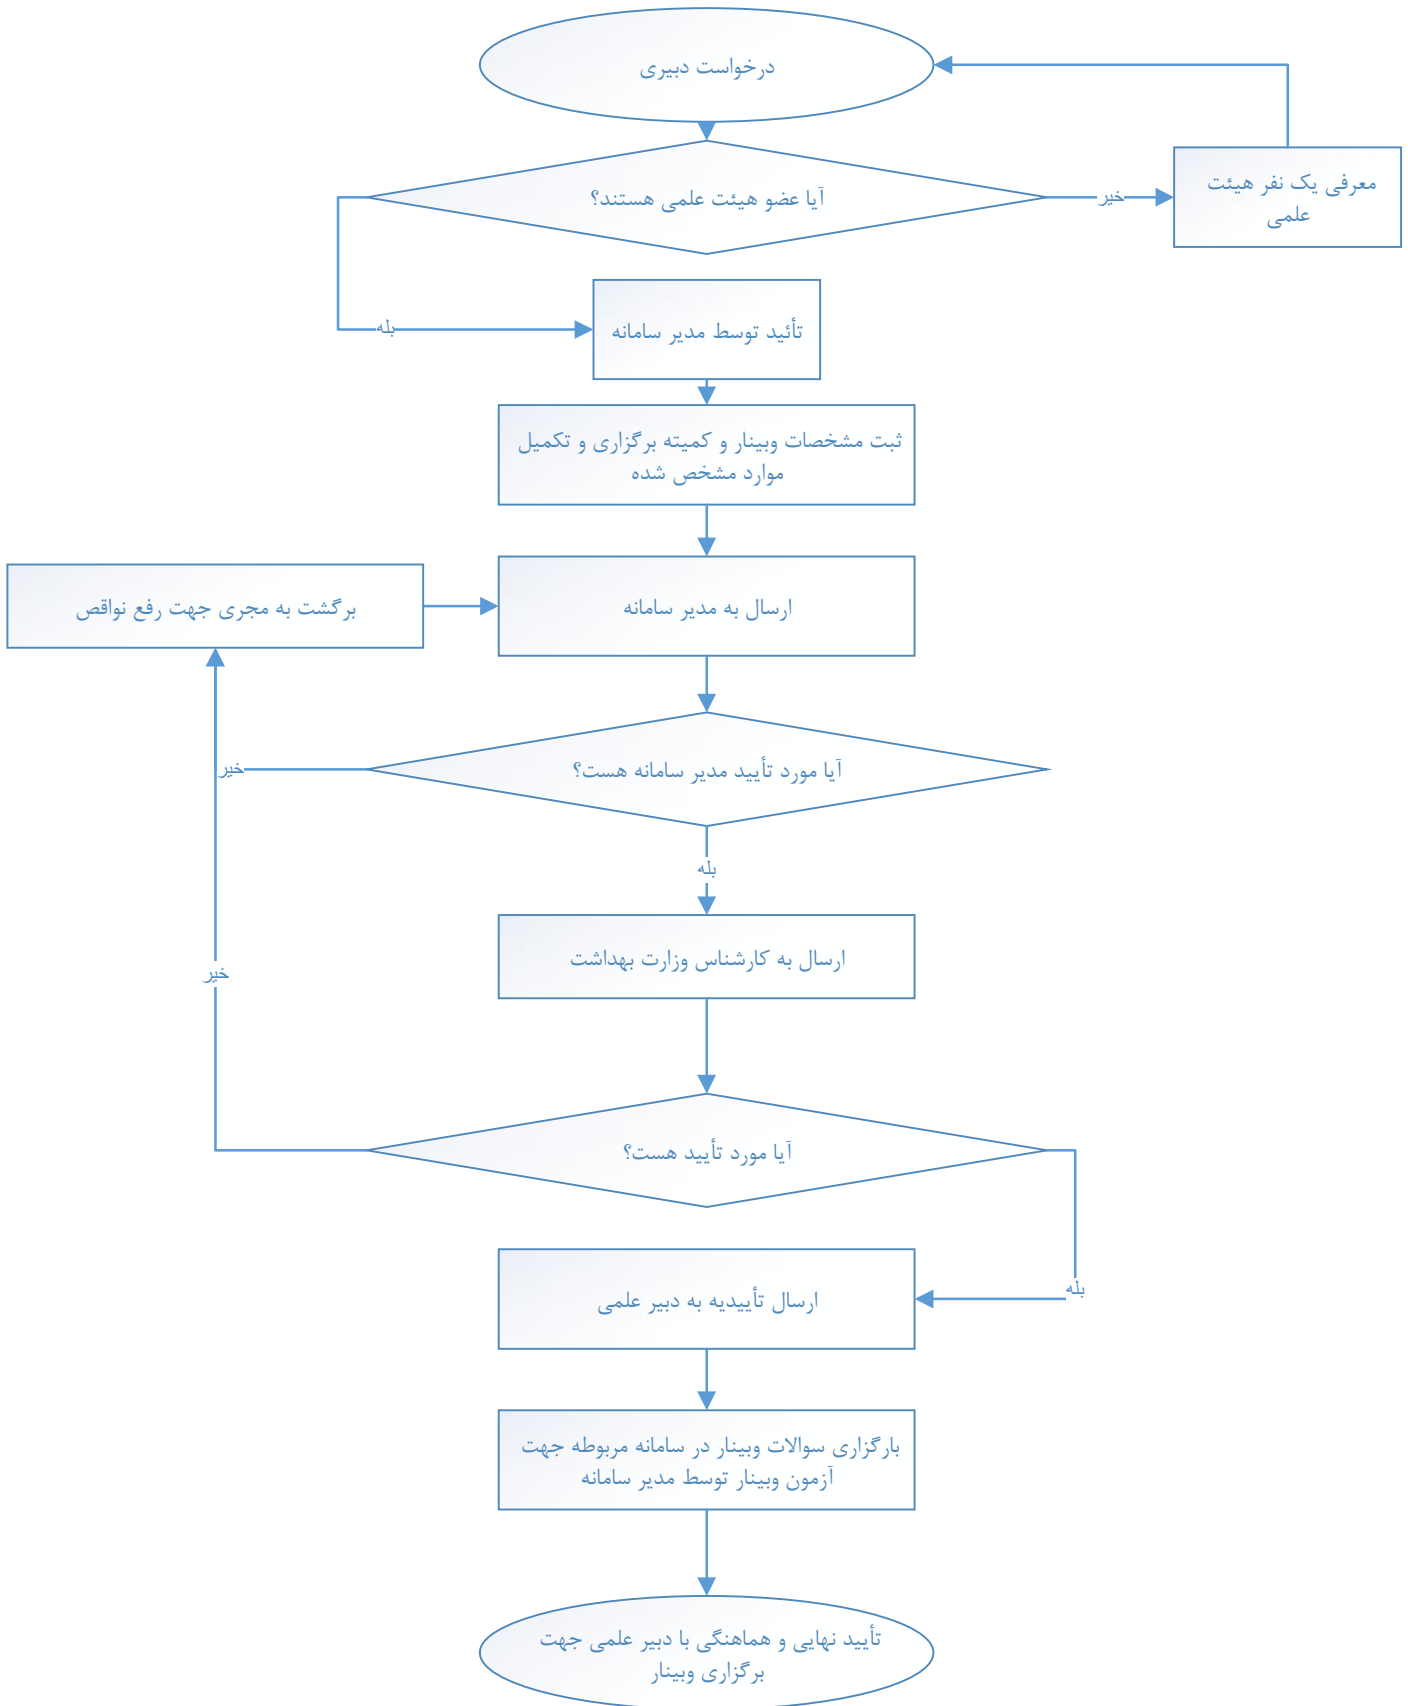 درخواست دبیری
آیا عضو هیئت علمی هستند؟
خیر
معرفی یک نفر هیئت
علمی
بله
تأئید توسط مدیر سامانه
ثبت مشخصات وبینار و کمیته برگزاری و تکمیل
موارد مشخص شده
ارسال به مدیر سامانه
برگشت به مجری جهت رفع نواقص
آیا مورد تأیید مدیر سامانه هست؟
خیر
بله
ارسال به کارشناس وزارت بهداشت
خیر
آیا مورد تأیید هست؟
بله
ارسال تأییدیه به دبیر علمی
بارگزاری سوالات وبینار در سامانه مربوطه جهت
آزمون وبینار توسط مدیر سامانه
تأیید نهایی و هماهنگی با دبیر علمی جهت
برگزاری وبینار